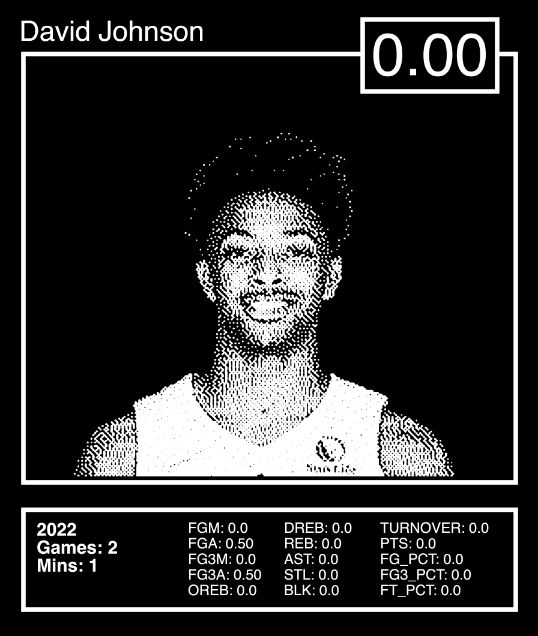 David Johnson
0.00
2022
Games: 2
Mins: 1
FGM: 0.0
FGA: 0.50
FG3M: 0.0
FG3A: 0.50
OREB: 0.0
DREB: 0.0
REB: 0.0
AST: 0.0
STL: 0.0
BLK: 0.0
TURNOVER: 0.0
PTS: 0.0
FG_PCT: 0.0
FG3_PCT: 0.0
FT_PCT: 0.0